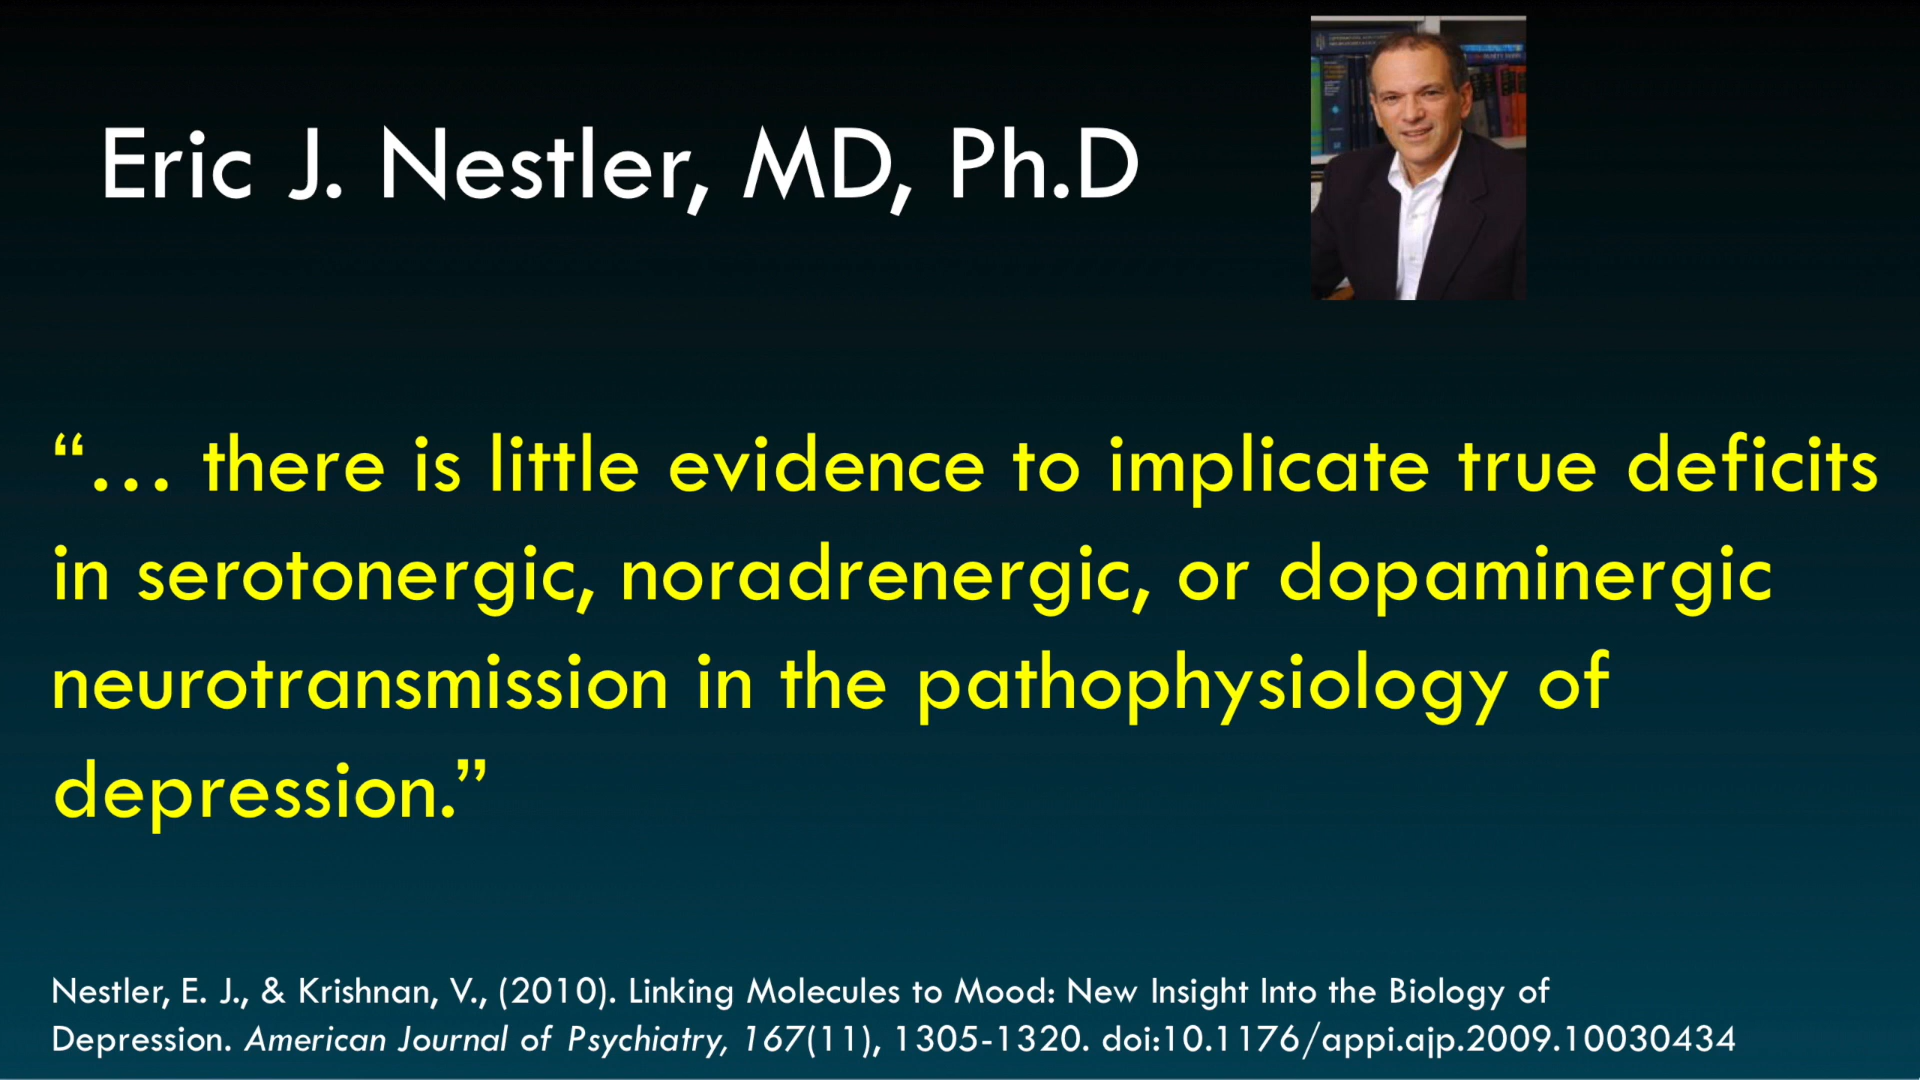 Eric J. Nestler, MD, Ph.D
“... there is little evidence to implicate true deficits
in serotonergic, noradrenergic, or dopaminergic
neurotransmission in the pathophysiology of
depression.”
Nestler, E. J., & Krishnan, V., (2010). Linking Molecules to Mood: New Insight Into the Biology of
Depression. American Journal of Psychiatry, 167(11), 1305-1320. doi:10.1176/appi.ajp.2009.10030434